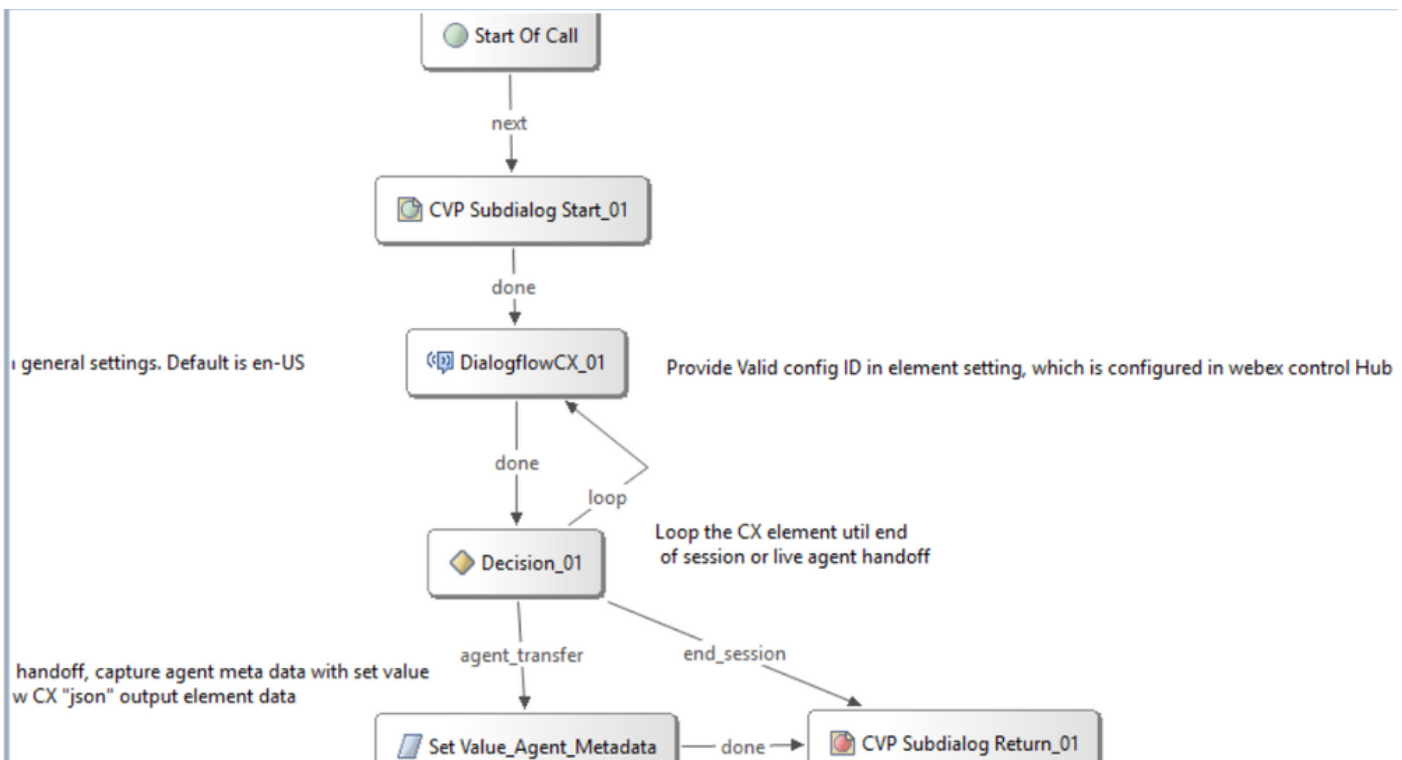 Start Of Call
next
CVP Subdialog Start_01
done
general settings. Default is en-US
DialogflowCX_01
Provide Valid config ID in element setting, which is configured in webex control Hub
done
loop
Loop the CX element util end
of session or live agent handoff
Decision_01
agent_transfer
end_session
handoff, capture agent meta data with set value
w CX "json" output element data
Set Value_Agent_Metadata
done
CVP Subdialog Return_01